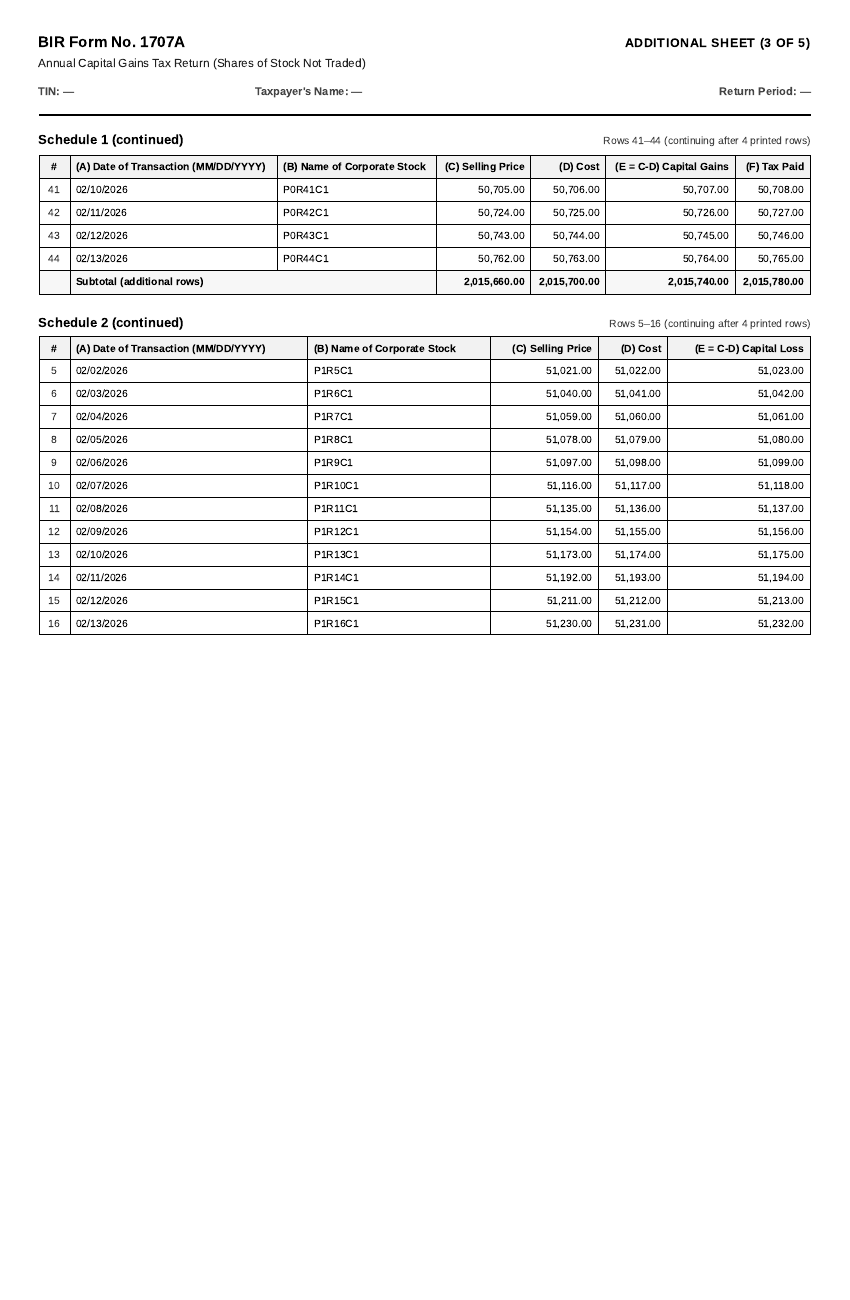 BIR Form No. 1707A
ADDITIONAL SHEET (3 OF 5)
Annual Capital Gains Tax Return (Shares of Stock Not Traded)
TIN: — Taxpayer's Name: — Return Period: —
Schedule 1 (continued) Rows 41–44 (continuing after 4 printed rows)
# (A) Date of Transaction (MM/DD/YYYY) (B) Name of Corporate Stock (C) Selling Price (D) Cost (E = C-D) Capital Gains (F) Tax Paid
41 02/10/2026 P0R41C1 50,705.00 50,706.00 50,707.00 50,708.00
42 02/11/2026 P0R42C1 50,724.00 50,725.00 50,726.00 50,727.00
43 02/12/2026 P0R43C1 50,743.00 50,744.00 50,745.00 50,746.00
44 02/13/2026 P0R44C1 50,762.00 50,763.00 50,764.00 50,765.00
Subtotal (additional rows) 2,015,660.00 2,015,700.00 2,015,740.00 2,015,780.00
Schedule 2 (continued) Rows 5–16 (continuing after 4 printed rows)
# (A) Date of Transaction (MM/DD/YYYY) (B) Name of Corporate Stock (C) Selling Price (D) Cost (E = C-D) Capital Loss
5 02/02/2026 P1R5C1 51,021.00 51,022.00 51,023.00
6 02/03/2026 P1R6C1 51,040.00 51,041.00 51,042.00
7 02/04/2026 P1R7C1 51,059.00 51,060.00 51,061.00
8 02/05/2026 P1R8C1 51,078.00 51,079.00 51,080.00
9 02/06/2026 P1R9C1 51,097.00 51,098.00 51,099.00
10 02/07/2026 P1R10C1 51,116.00 51,117.00 51,118.00
11 02/08/2026 P1R11C1 51,135.00 51,136.00 51,137.00
12 02/09/2026 P1R12C1 51,154.00 51,155.00 51,156.00
13 02/10/2026 P1R13C1 51,173.00 51,174.00 51,175.00
14 02/11/2026 P1R14C1 51,192.00 51,193.00 51,194.00
15 02/12/2026 P1R15C1 51,211.00 51,212.00 51,213.00
16 02/13/2026 P1R16C1 51,230.00 51,231.00 51,232.00